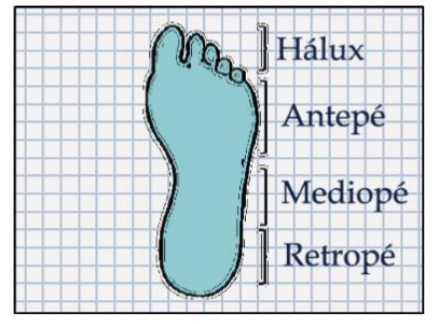 Hálux
Antepé
Mediopé
Retropé